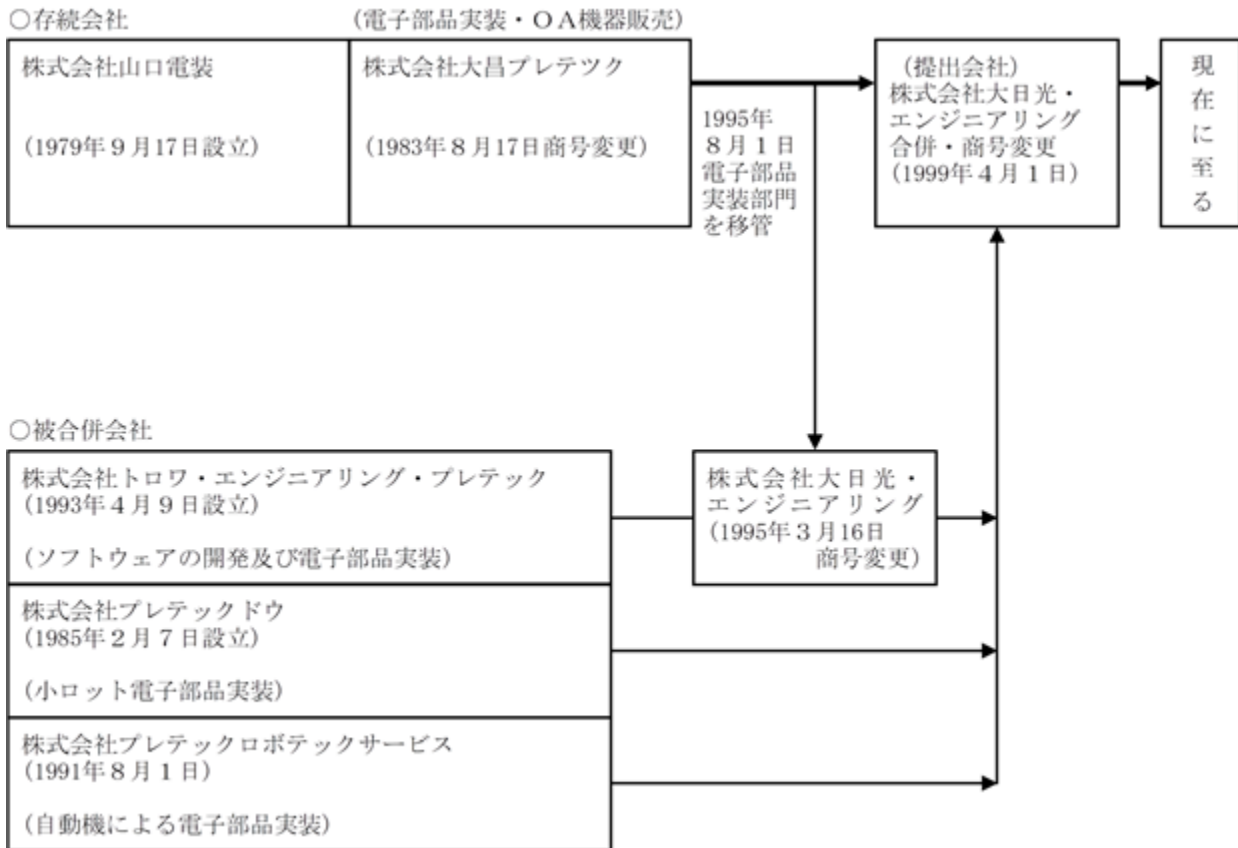 ○存続会社
(電子部品実装・ＯＡ機器販売)
株式会社山口電装
(1979年９月17日設立)
株式会社大昌プレテツク
(1983年８月17日商号変更)
1995年
８月１日
電子部品
実装部門
を移管
(提出会社)
株式会社大日光・
エンジニアリング
合併・商号変更
(1999年４月１日)
現在に至る
○被合併会社
株式会社トロワ・エンジニアリング・プレテック
(1993年４月９日設立)
(ソフトウェアの開発及び電子部品実装)
株式会社大日光・
エンジニアリング
(1995年３月16日
商号変更)
株式会社プレテックドウ
(1985年２月７日設立)
(小ロット電子部品実装)
株式会社プレテックロボテックサービス
(1991年８月１日)
(自動機による電子部品実装)